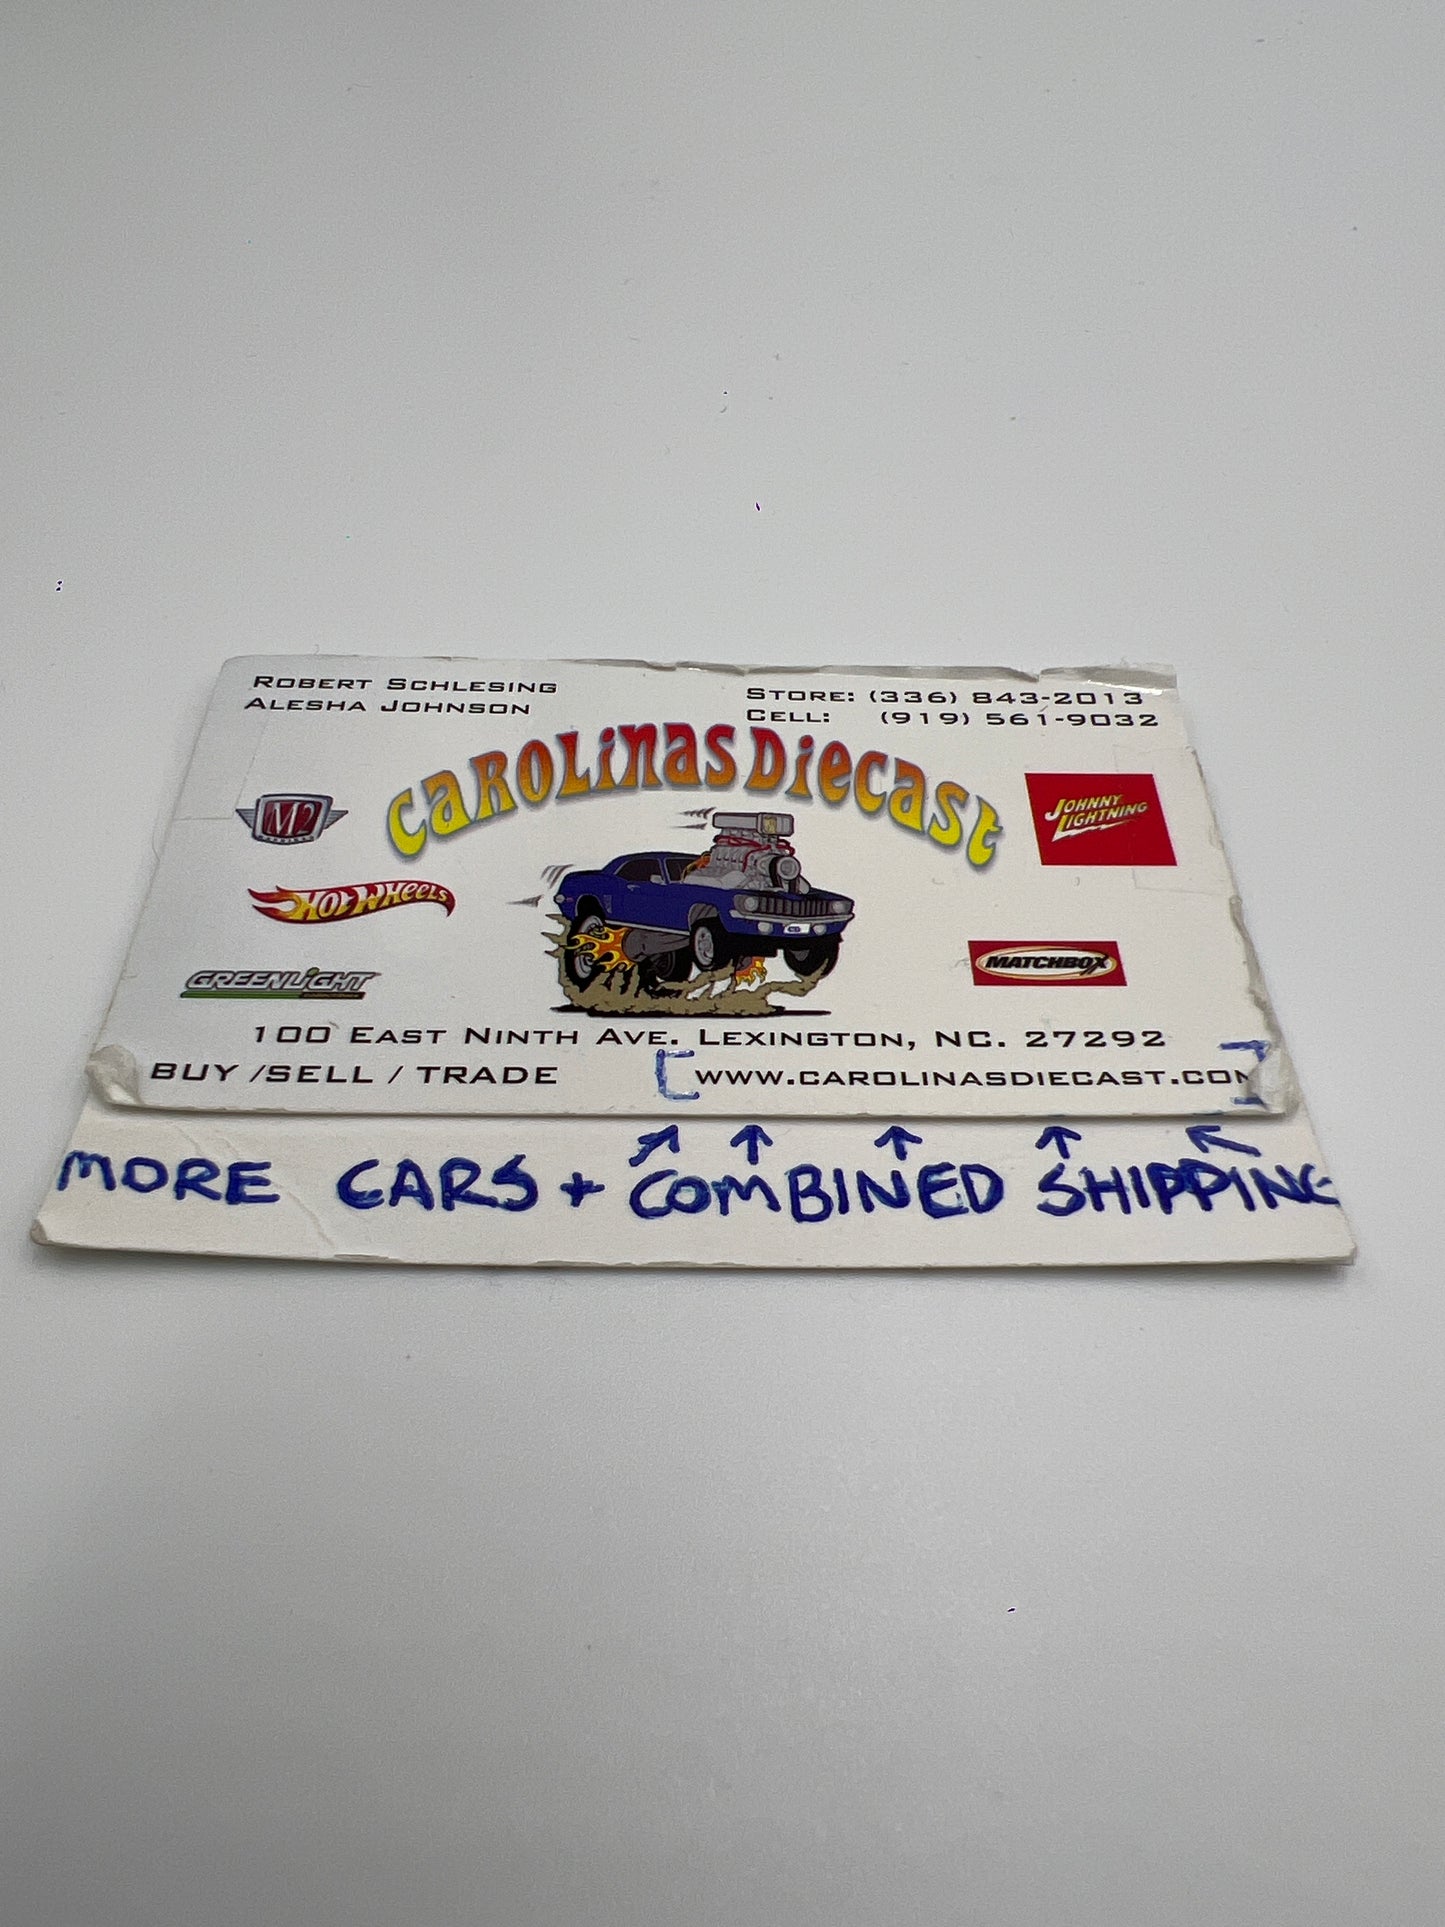 ROBERT SCHLESING
ALESHA JOHNSON
STORE: (336) 843-2013
CELL: (919) 561-9032
CAROLINAS DIECAST
M2
JOHNNY LIGHTNING
HOT WHEELS
MATCHBOX
GREENLIGHT
100 EAST NINTH AVE. LEXINGTON, NC. 27292
BUY /SELL / TRADE
[WWW.CAROLINASDIECAST.COM]
MORE CARS + COMBINED SHIPPING